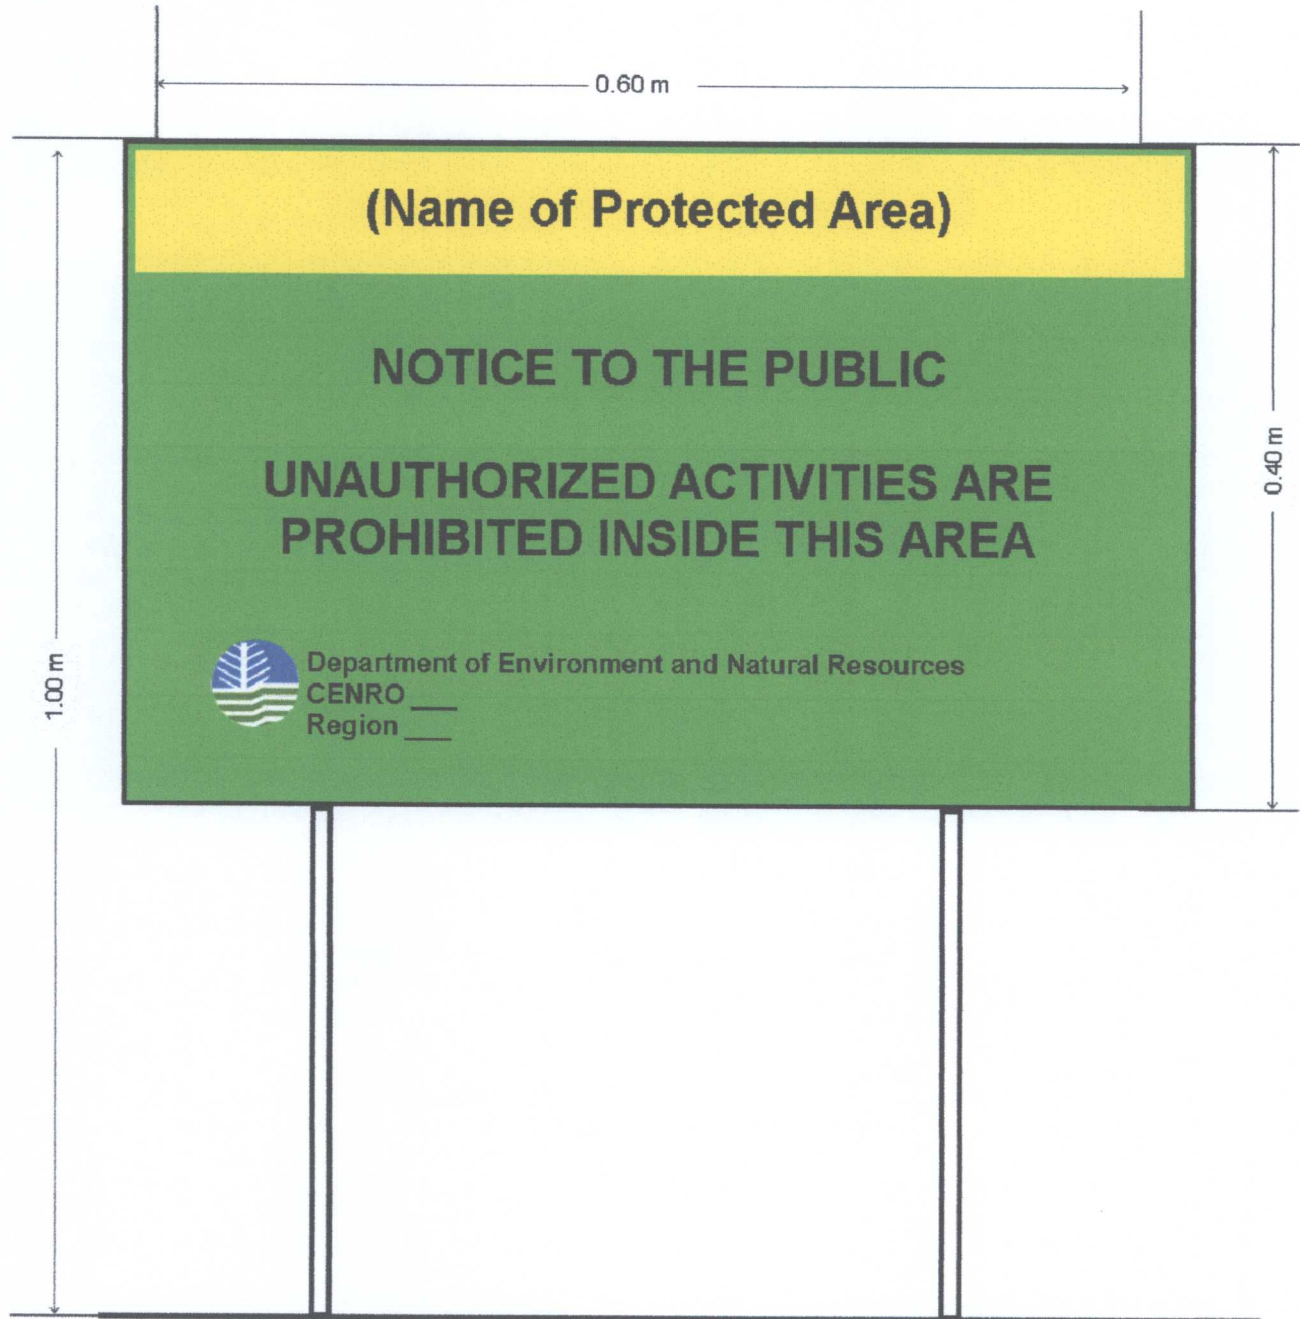 0.60 m
(Name of Protected Area)
NOTICE TO THE PUBLIC
UNAUTHORIZED ACTIVITIES ARE
PROHIBITED INSIDE THIS AREA
0.40 m
1.00 m
Department of Environment and Natural Resources
CENRO ___
Region ___